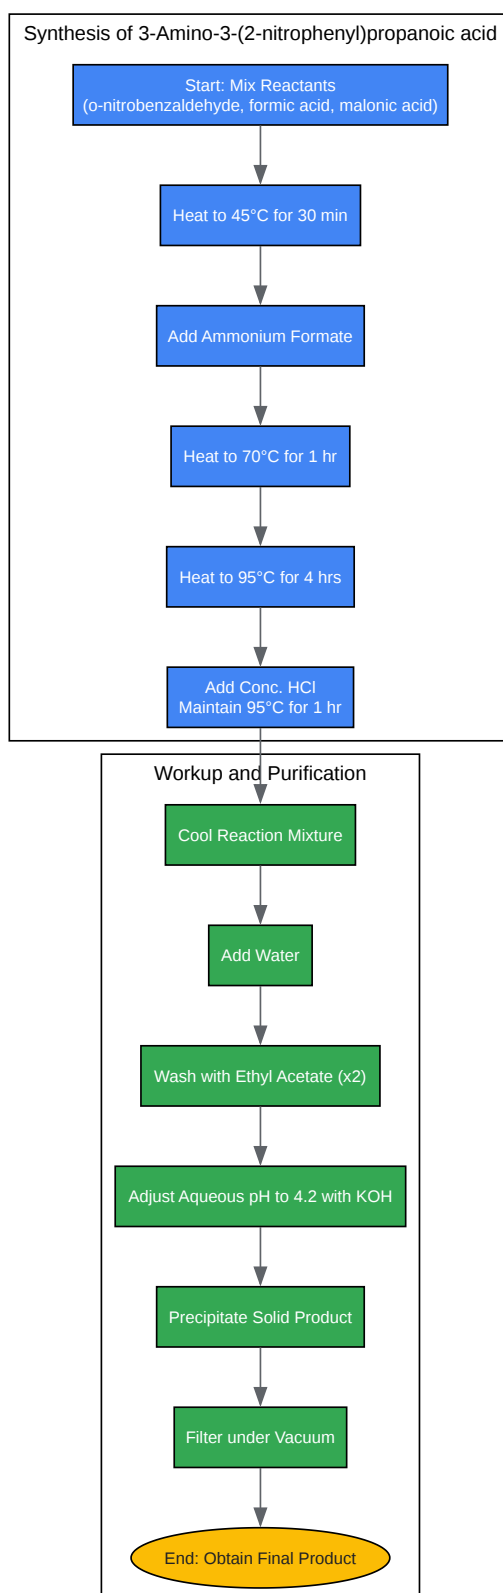 Synthesis of 3-Amino-3-(2-nitrophenyl)propanoic acid
Start: Mix Reactants
(o-nitrobenzaldehyde, formic acid, malonic acid)
Heat to 45°C for 30 min
Add Ammonium Formate
Heat to 70°C for 1 hr
Heat to 95°C for 4 hrs
Add Conc. HCl
Maintain 95°C for 1 hr
Workup and Purification
Cool Reaction Mixture
Add Water
Wash with Ethyl Acetate (x2)
Adjust Aqueous pH to 4.2 with KOH
Precipitate Solid Product
Filter under Vacuum
End: Obtain Final Product